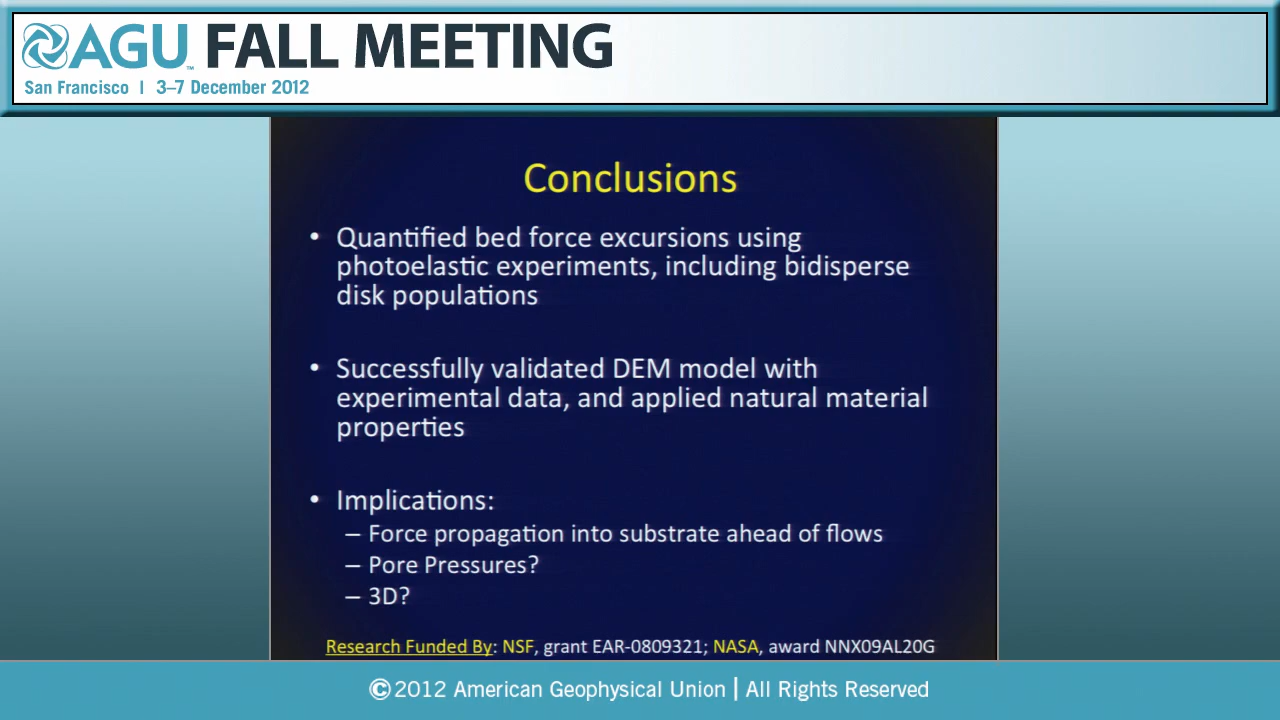 AGU™ FALL MEETING
San Francisco | 3–7 December 2012
Conclusions
• Quantified bed force excursions using
photoelastic experiments, including bidisperse
disk populations
• Successfully validated DEM model with
experimental data, and applied natural material
properties
• Implications:
– Force propagation into substrate ahead of flows
– Pore Pressures?
– 3D?
Research Funded By: NSF, grant EAR-0809321; NASA, award NNX09AL20G
©2012 American Geophysical Union | All Rights Reserved